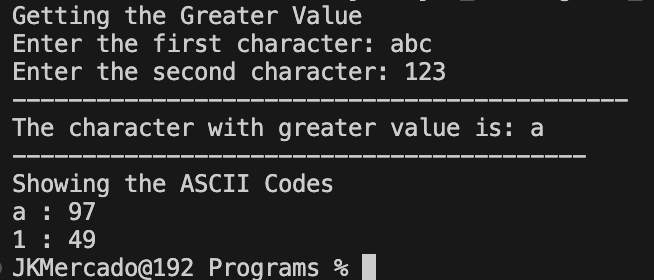 Getting the Greater Value
Enter the first character: abc
Enter the second character: 123
--------------------------------------------
The character with greater value is: a
-----------------------------------------
Showing the ASCII Codes
a : 97
1 : 49
JKMercado@192 Programs %